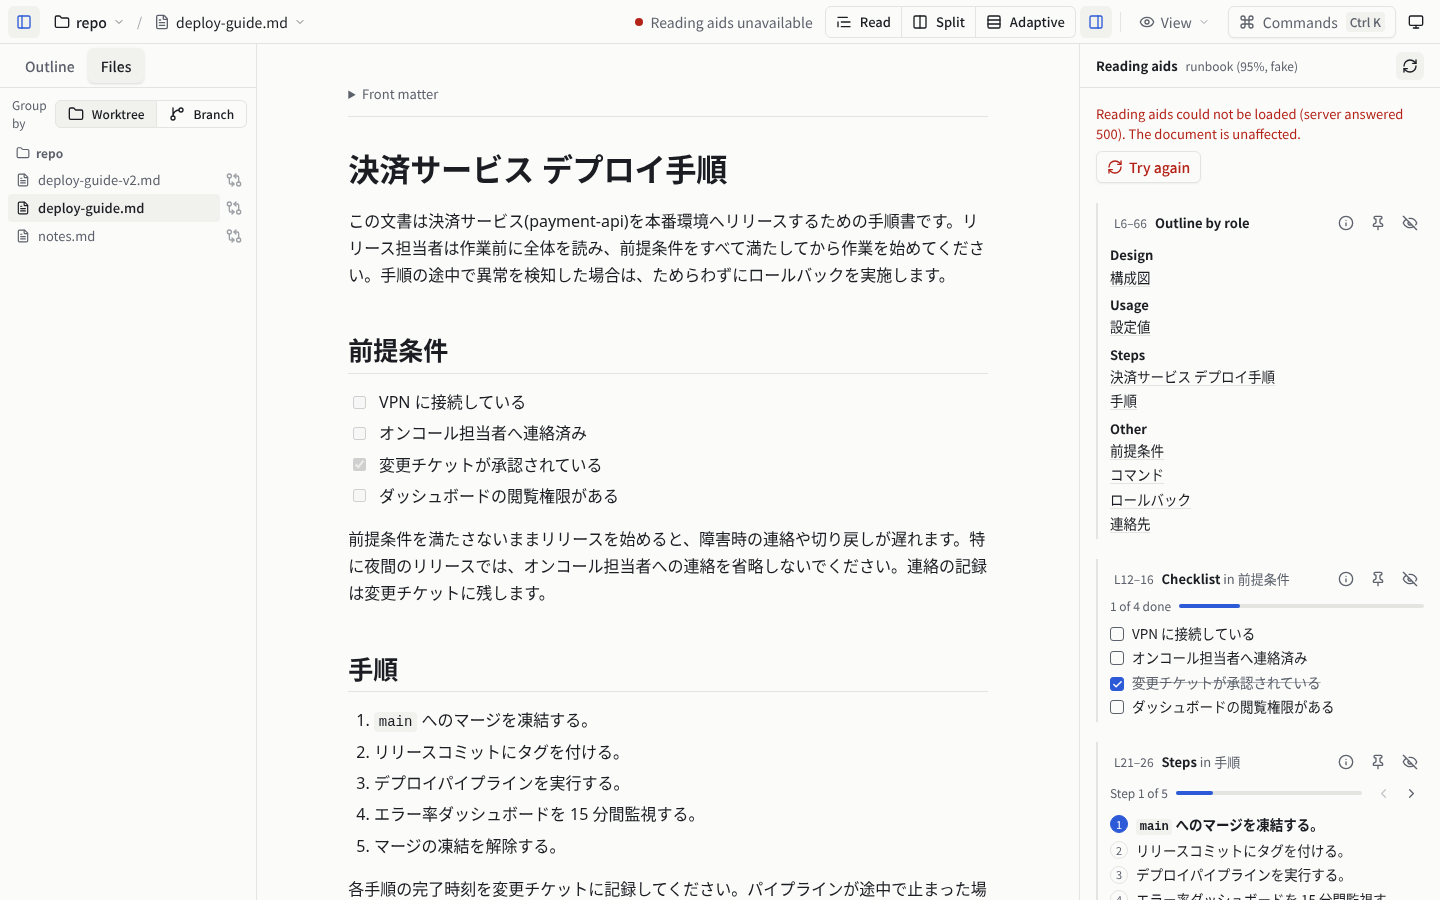 repo / deploy-guide.md
Reading aids unavailable
Read
Split
Adaptive
View
Commands Ctrl K
Outline
Files
Group by
Worktree
Branch
repo
deploy-guide-v2.md
deploy-guide.md
notes.md
Front matter
決済サービス デプロイ手順
この文書は決済サービス(payment-api)を本番環境へリリースするための手順書です。リ
リース担当者は作業前に全体を読み、前提条件をすべて満たしてから作業を始めてくださ
い。手順の途中で異常を検知した場合は、ためらわずにロールバックを実施します。
前提条件
VPN に接続している
オンコール担当者へ連絡済み
変更チケットが承認されている
ダッシュボードの閲覧権限がある
前提条件を満たさないままリリースを始めると、障害時の連絡や切り戻しが遅れます。特
に夜間のリリースでは、オンコール担当者への連絡を省略しないでください。連絡の記録
は変更チケットに残します。
手順
1. main へのマージを凍結する。
2. リリースコミットにタグを付ける。
3. デプロイパイプラインを実行する。
4. エラー率ダッシュボードを 15 分間監視する。
5. マージの凍結を解除する。
各手順の完了時刻を変更チケットに記録してください。パイプラインが途中で止まった場
Reading aids runbook (95%, fake)
Reading aids could not be loaded (server answered
500). The document is unaffected.
Try again
L6–66 Outline by role
Design
構成図
Usage
設定値
Steps
決済サービス デプロイ手順
手順
Other
前提条件
コマンド
ロールバック
連絡先
L12–16 Checklist in 前提条件
1 of 4 done
VPN に接続している
オンコール担当者へ連絡済み
変更チケットが承認されている
ダッシュボードの閲覧権限がある
L21–26 Steps in 手順
Step 1 of 5
1 main へのマージを凍結する。
2 リリースコミットにタグを付ける。
3 デプロイパイプラインを実行する。
4 エラー率ダッシュボードを 15 分間監視す